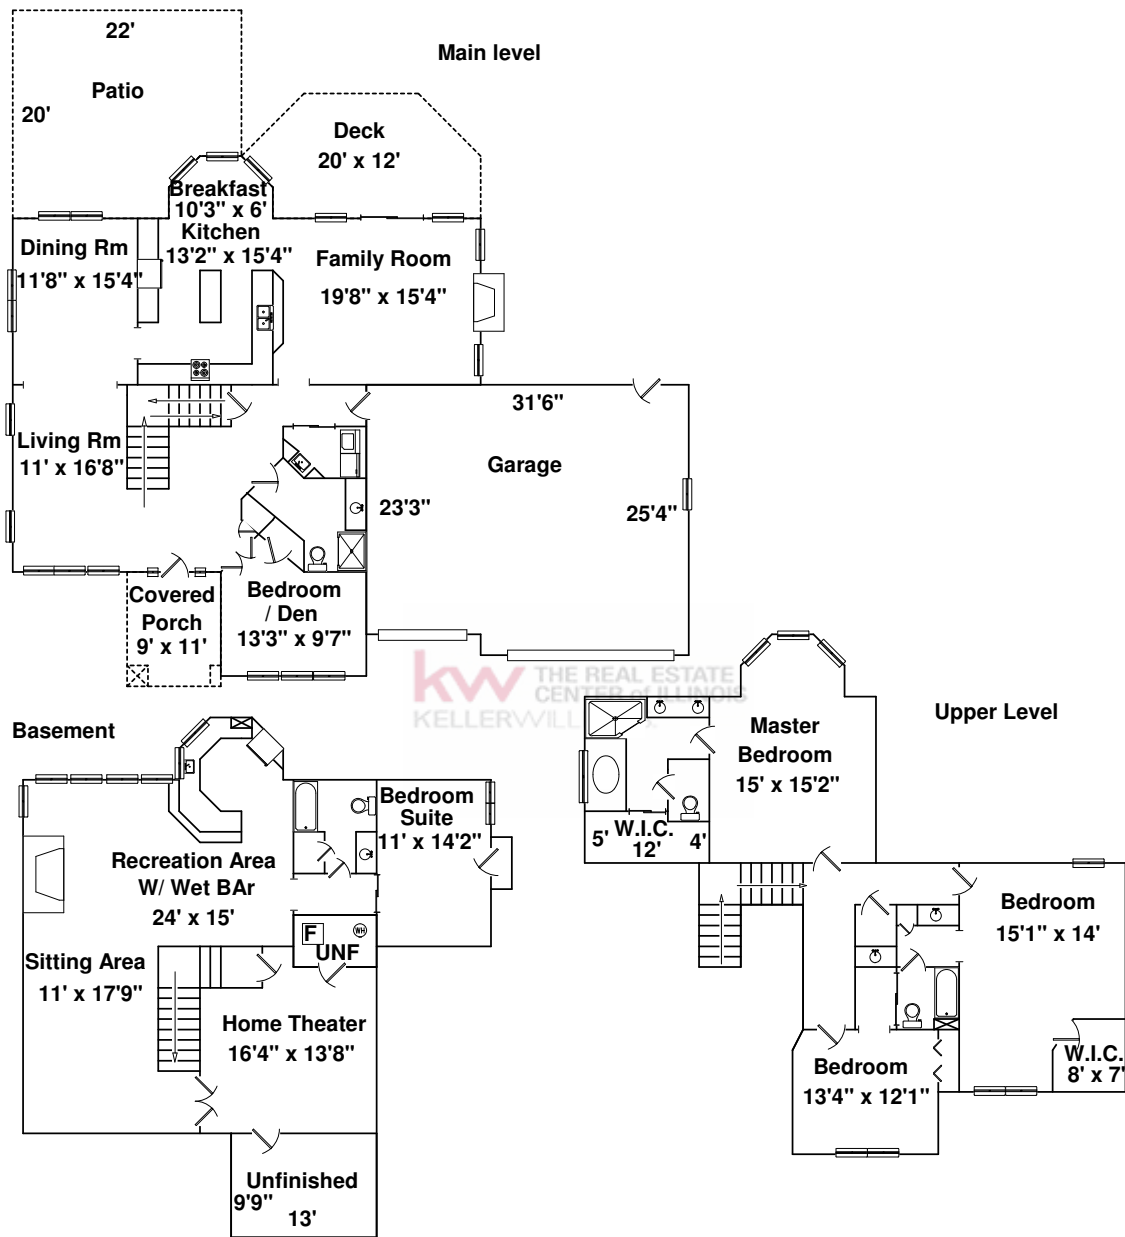 Main level
22'
Patio
20'
Deck
20' x 12'
Breakfast
10'3" x 6'
Kitchen
13'2" x 15'4"
Dining Rm
11'8" x 15'4"
Family Room
19'8" x 15'4"
Living Rm
11' x 16'8"
31'6"
Garage
23'3"
25'4"
Covered
Porch
9' x 11'
Bedroom
/ Den
13'3" x 9'7"
kw THE REAL ESTATE
CENTER of ILLINOIS
KELLERWILL
Basement
Bedroom
Suite
11' x 14'2"
Recreation Area
W/ Wet BAr
24' x 15'
F
WH
UNF
Sitting Area
11' x 17'9"
Home Theater
16'4" x 13'8"
Unfinished
9'9"
13'
Upper Level
Master
Bedroom
15' x 15'2"
5'
W.I.C.
4'
12'
Bedroom
15'1" x 14'
W.I.C.
8' x 7'
Bedroom
13'4" x 12'1"